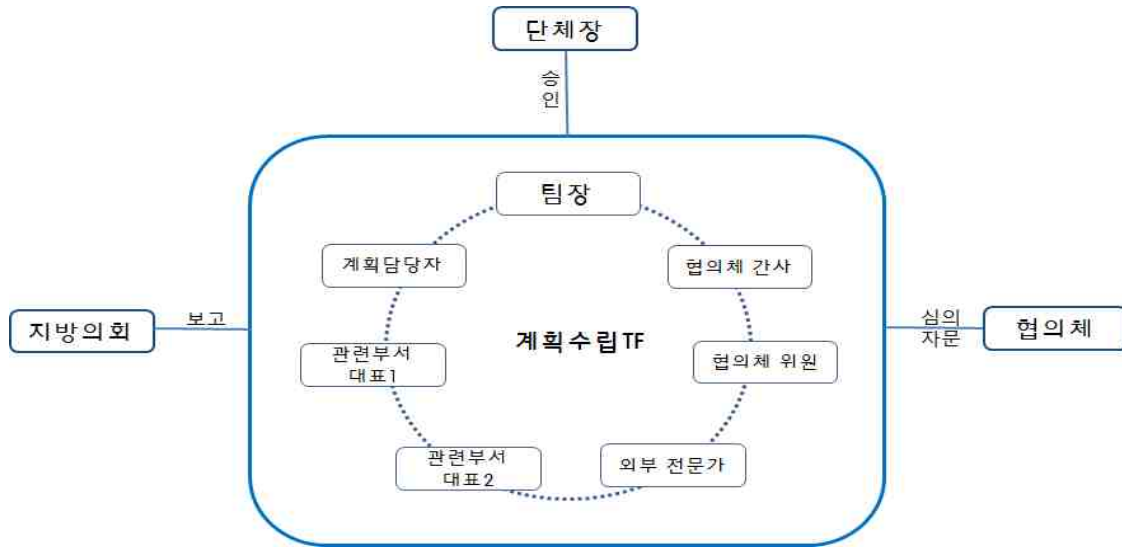 단체장
승
인
팀장
계획담당자
협의체 간사
지방의회
보고
심의
자문
협의체
계획수립TF
관련부서
대표1
협의체 위원
관련부서
대표2
외부 전문가